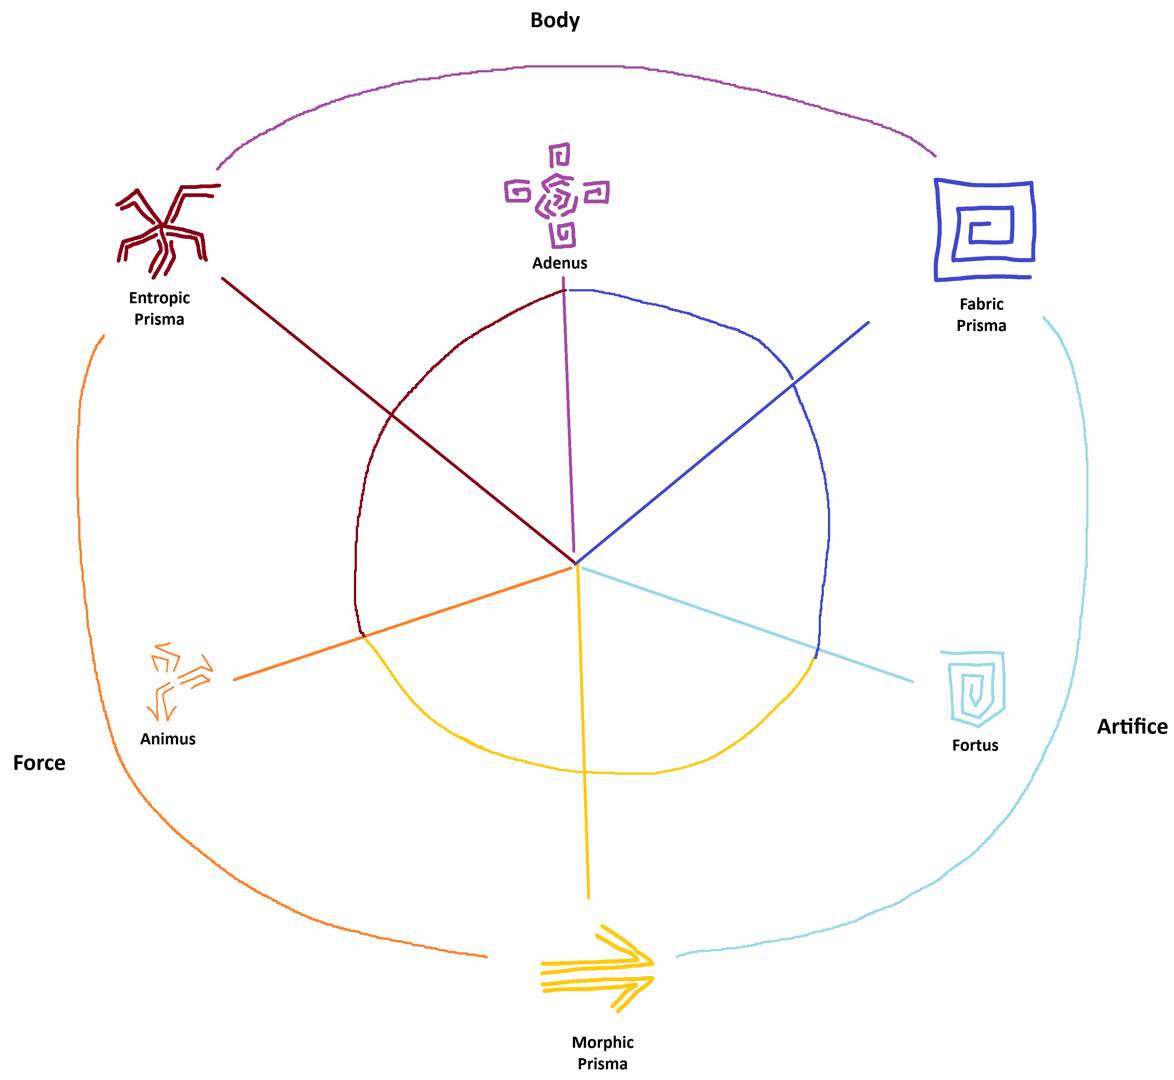 Body
Adenus
Entropic
Prisma
Fabric
Prisma
Animus
Fortus
Force
Artifice
Morphic
Prisma